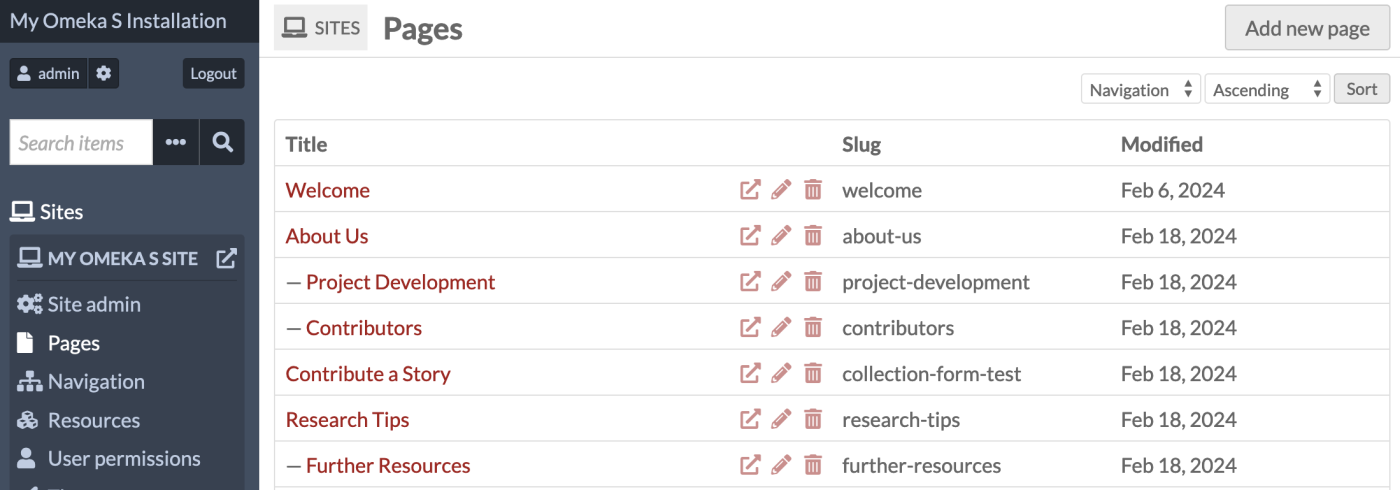 My Omeka S Installation
admin
Logout
Search items
Sites
MY OMEKA S SITE
Site admin
Pages
Navigation
Resources
User permissions
SITES
Pages
Add new page
Navigation Ascending Sort
Title Slug Modified
Welcome welcome Feb 6, 2024
About Us about-us Feb 18, 2024
— Project Development project-development Feb 18, 2024
— Contributors contributors Feb 18, 2024
Contribute a Story collection-form-test Feb 18, 2024
Research Tips research-tips Feb 18, 2024
— Further Resources further-resources Feb 18, 2024